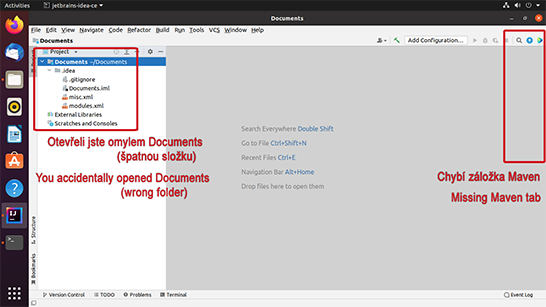 Activities
jetbrains-idea-ce
Documents
File Edit View Navigate Code Refactor Build Run Tools VCS Window Help
Documents
Add Configuration...
Project
Documents ~/Documents
.idea
.gitignore
Documents.iml
misc.xml
modules.xml
External Libraries
Scratches and Consoles
Otevřeli jste omylem Documents
(špatnou složku)
You accidentally opened Documents
(wrong folder)
Search Everywhere Double Shift
Go to File Ctrl+Shift+N
Recent Files Ctrl+E
Navigation Bar Alt+Home
Drop files here to open them
Chybí záložka Maven
Missing Maven tab
Structure
Bookmarks
Version Control TODO Problems Terminal Event Log